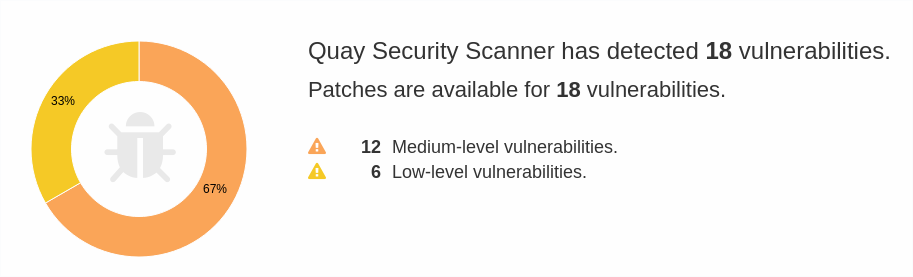 Quay Security Scanner has detected 18 vulnerabilities.
Patches are available for 18 vulnerabilities.
33%
12 Medium-level vulnerabilities.
6 Low-level vulnerabilities.
67%